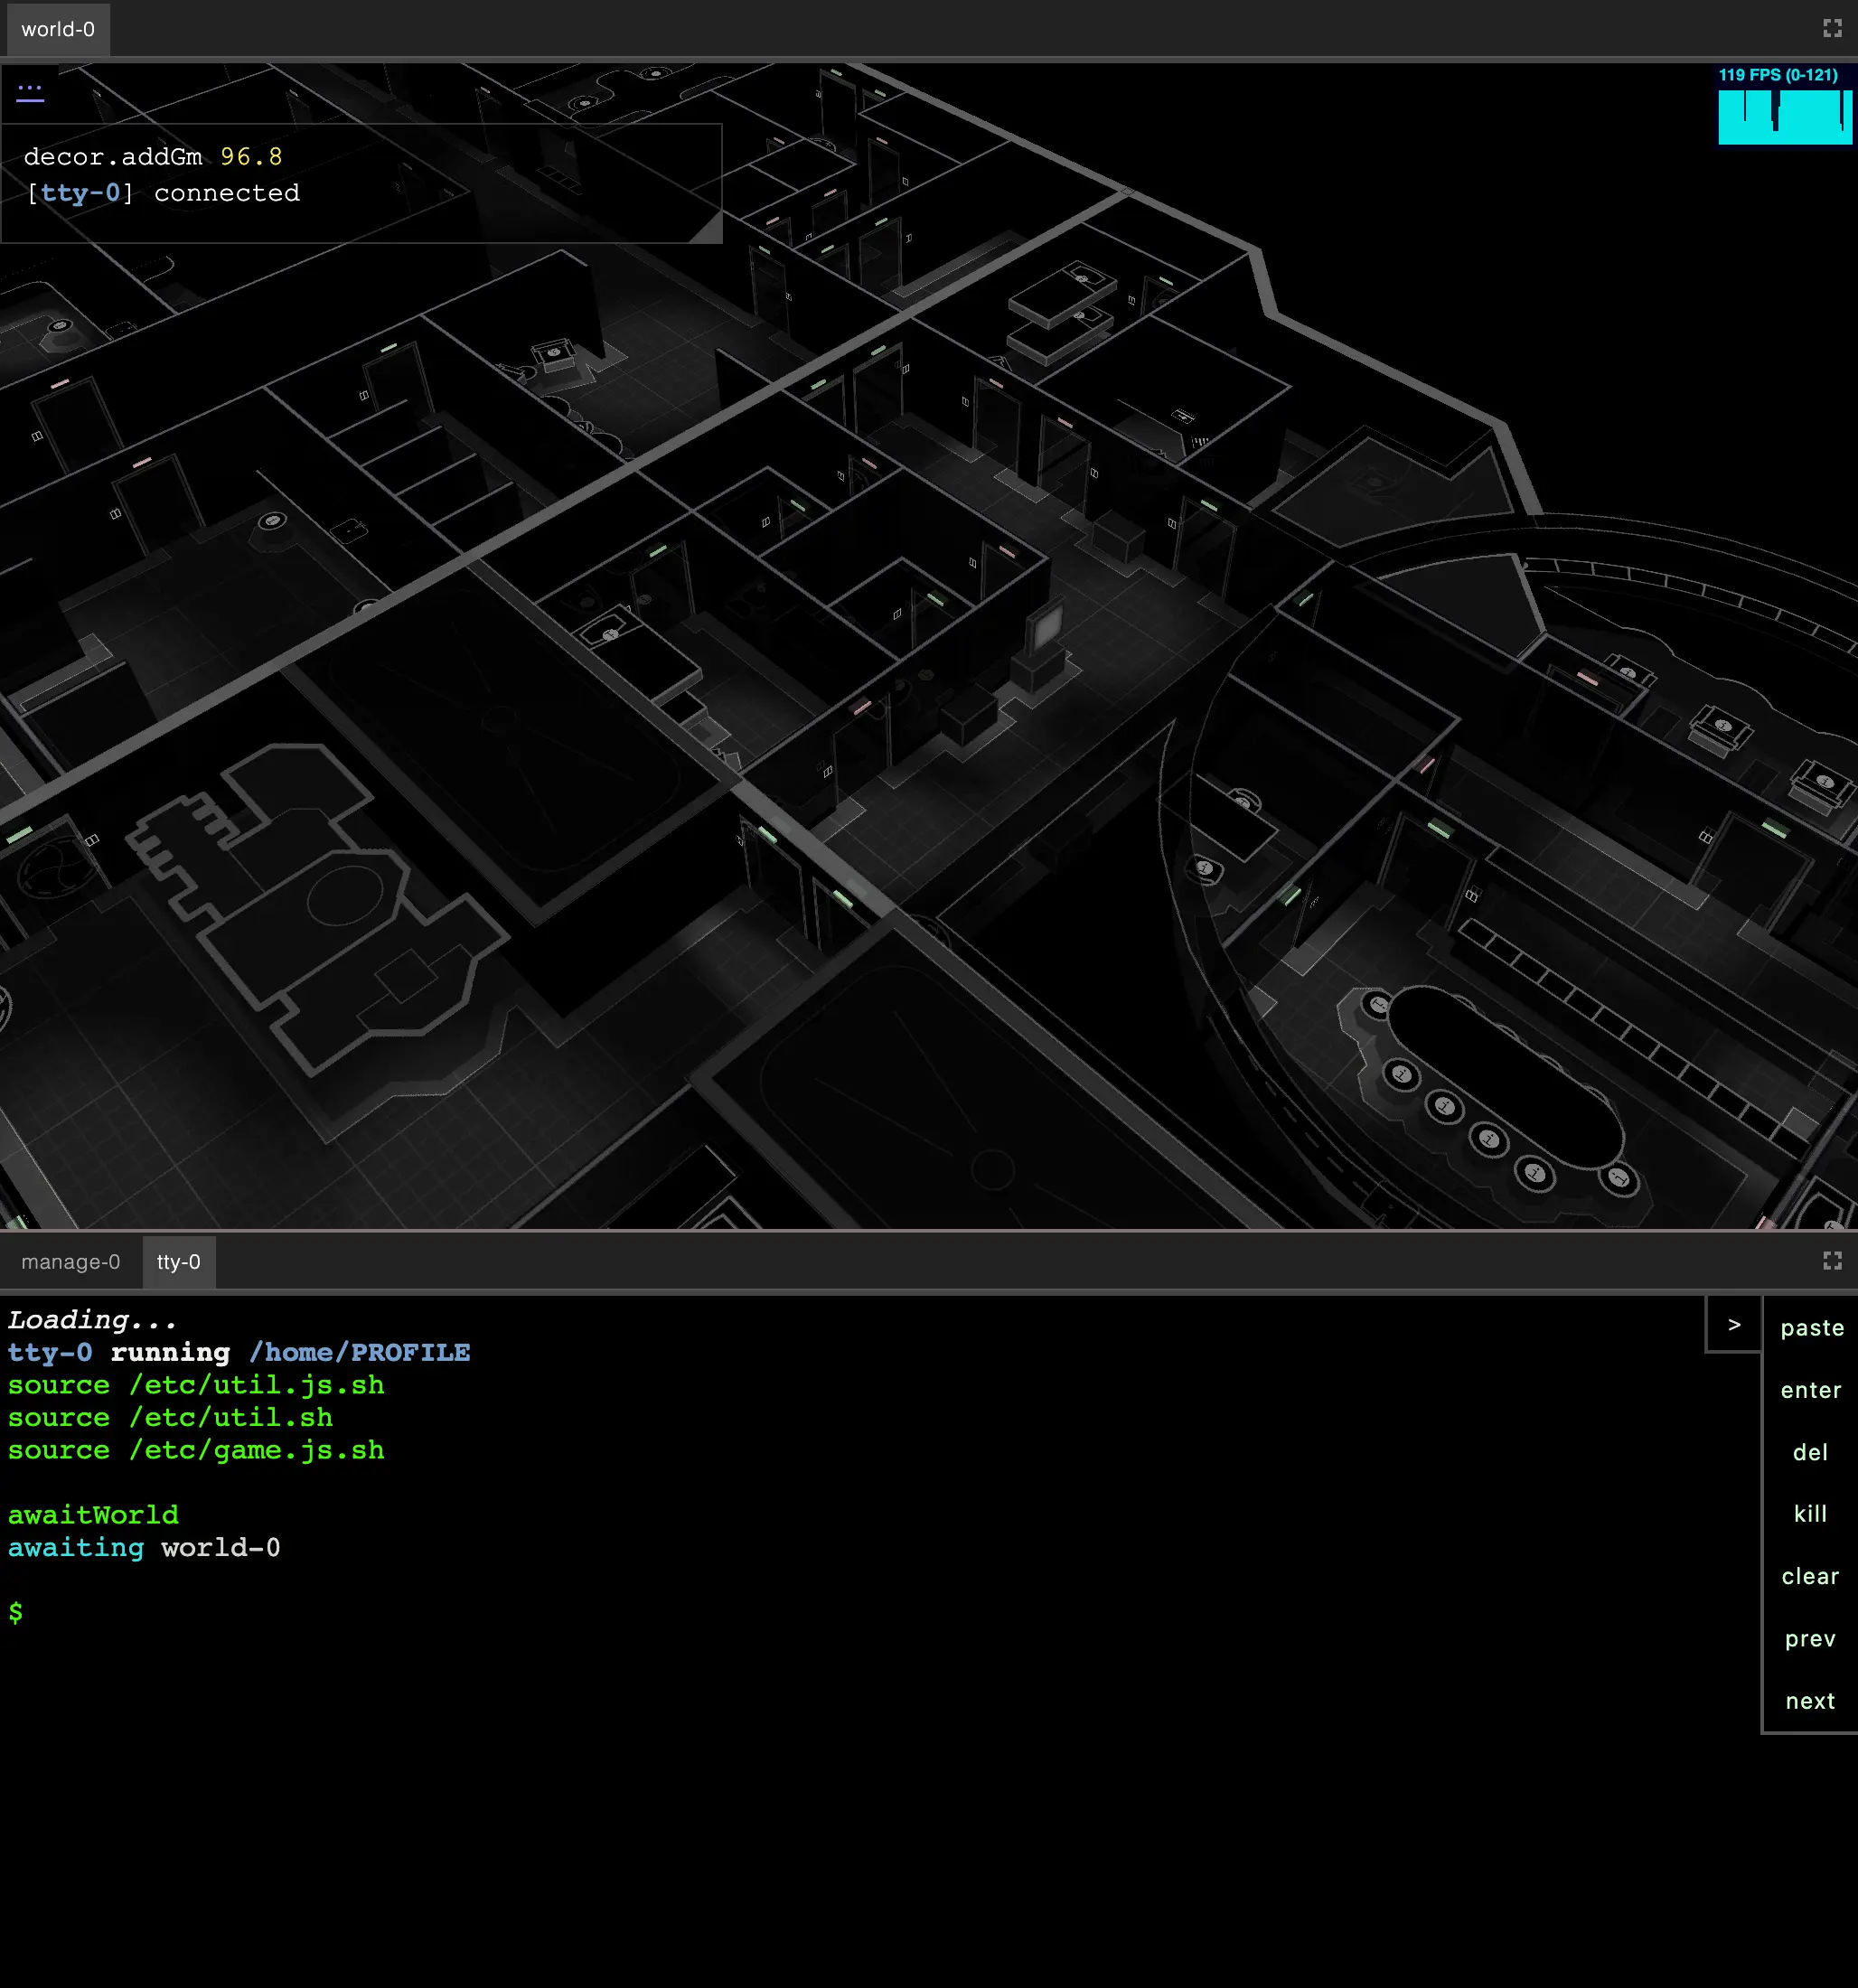 world-0
...
119 FPS (0-121)
decor.addGm 96.8
[tty-0] connected
manage-0
tty-0
Loading...
tty-0 running /home/PROFILE
source /etc/util.js.sh
source /etc/util.sh
source /etc/game.js.sh
awaitWorld
awaiting world-0
$
>
paste
enter
del
kill
clear
prev
next